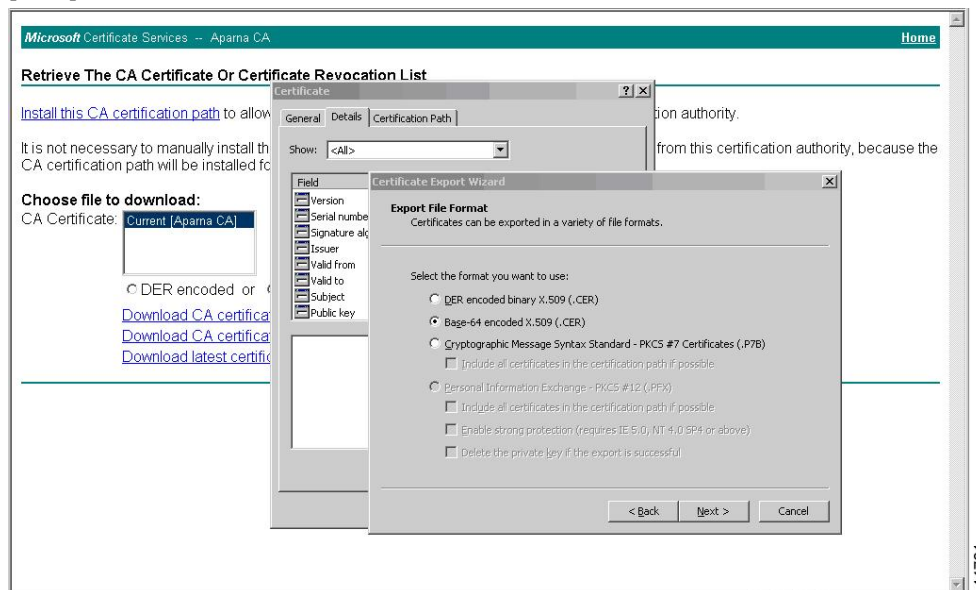 Microsoft Certificate Services -- Aparna CA
Home
Retrieve The CA Certificate Or Certificate Revocation List
Install this CA certification path to allow
tion authority.
It is not necessary to manually install th
from this certification authority, because the
CA certification path will be installed fo
Choose file to download:
CA Certificate:
Current [Aparna CA]
DER encoded or
Download CA certifica
Download CA certifica
Download latest certific
Certificate
General
Details
Certification Path
Show:
<All>
Field
Version
Serial numbe
Signature alg
Issuer
Valid from
Valid to
Subject
Public key
Certificate Export Wizard
Export File Format
Certificates can be exported in a variety of file formats.
Select the format you want to use:
DER encoded binary X.509 (.CER)
Base-64 encoded X.509 (.CER)
Cryptographic Message Syntax Standard - PKCS #7 Certificates (.P7B)
Include all certificates in the certification path if possible
Personal Information Exchange - PKCS #12 (.PFX)
Include all certificates in the certification path if possible
Enable strong protection (requires IE 5.0, NT 4.0 SP4 or above)
Delete the private key if the export is successful
< Back
Next >
Cancel